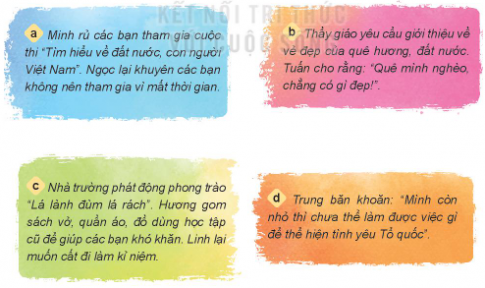 KẾT NỐI TRI THỨC
a Minh rủ các bạn tham gia cuộc
thi "Tìm hiểu về đất nước, con người
Việt Nam". Ngọc lại khuyên các bạn
không nên tham gia vì mất thời gian.
b Thầy giáo yêu cầu giới thiệu về
vẻ đẹp của quê hương, đất nước.
Tuấn cho rằng: "Quê mình nghèo,
chẳng có gì đẹp!".
c Nhà trường phát động phong trào
"Lá lành đùm lá rách". Hương gom
sách vở, quần áo, đồ dùng học tập
cũ để giúp các bạn khó khăn. Linh lại
muốn cất đi làm kỉ niệm.
d Trung băn khoăn: "Mình còn
nhỏ thì chưa thể làm được việc gì
để thể hiện tình yêu Tổ quốc".